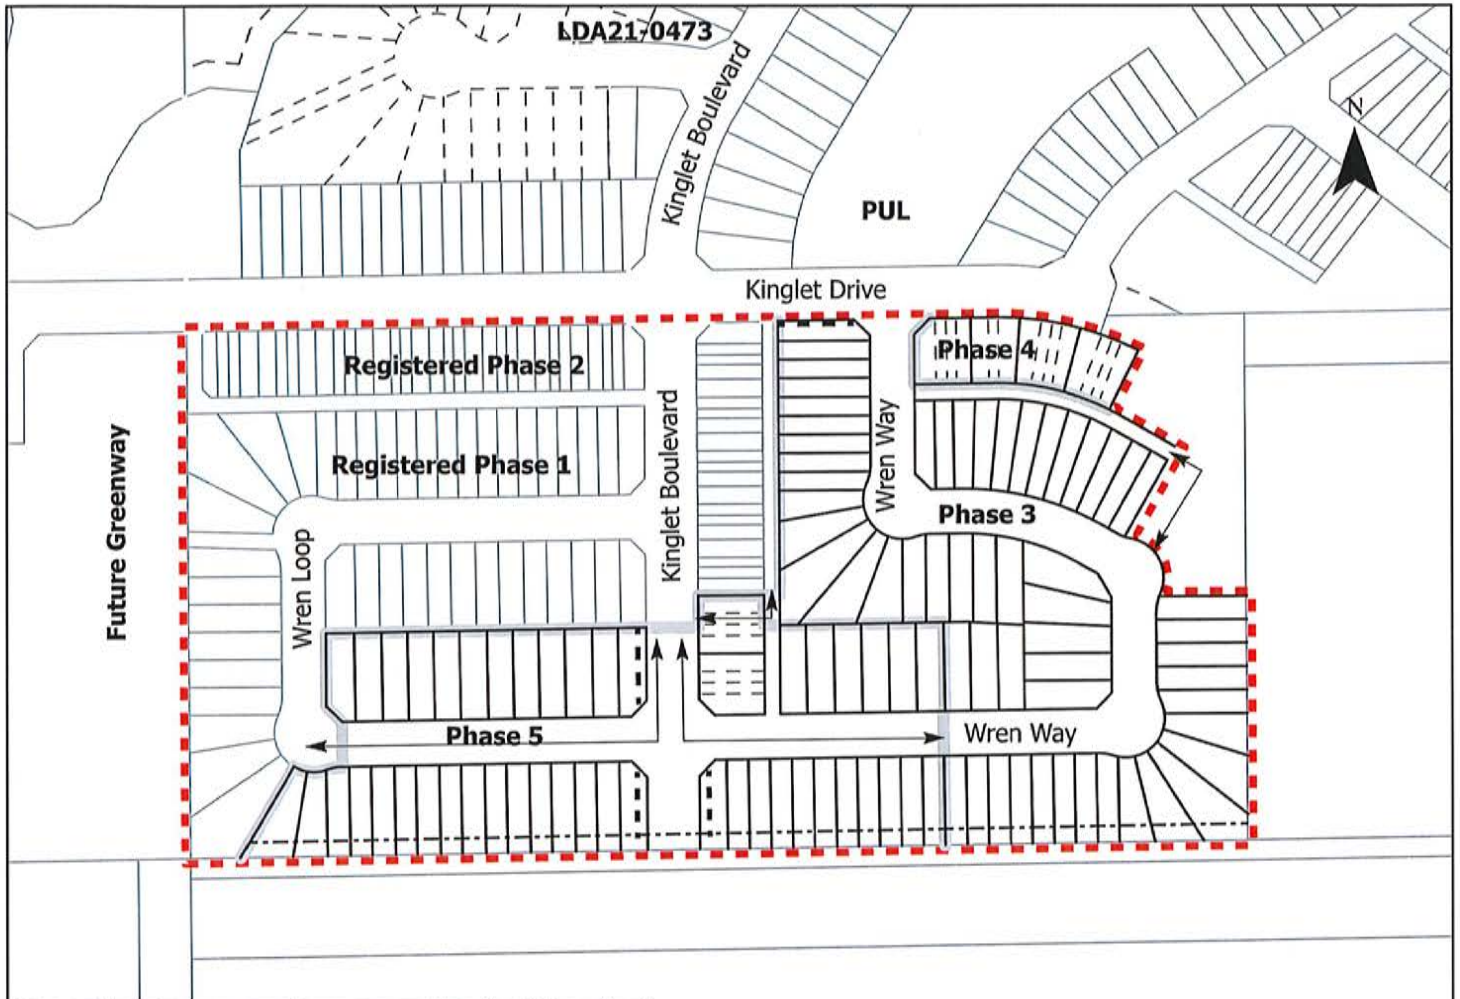 LDA21-0473
Kinglet Boulevard
N
PUL
Kinglet Drive
Registered Phase 2
Phase 4
Kinglet Boulevard
Wren Way
Future Greenway
Registered Phase 1
Phase 3
Wren Loop
Phase 5
Wren Way